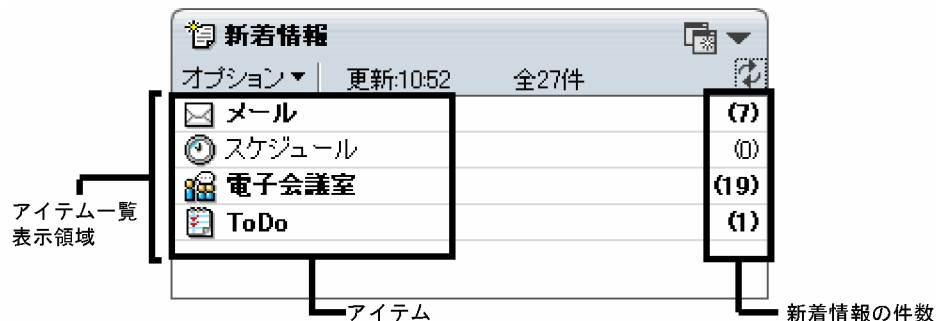 新着情報
オプション▼ 更新:10:52 全27件
メール (7)
スケジュール (0)
電子会議室 (19)
ToDo (1)
アイテム一覧
表示領域
アイテム
新着情報の件数